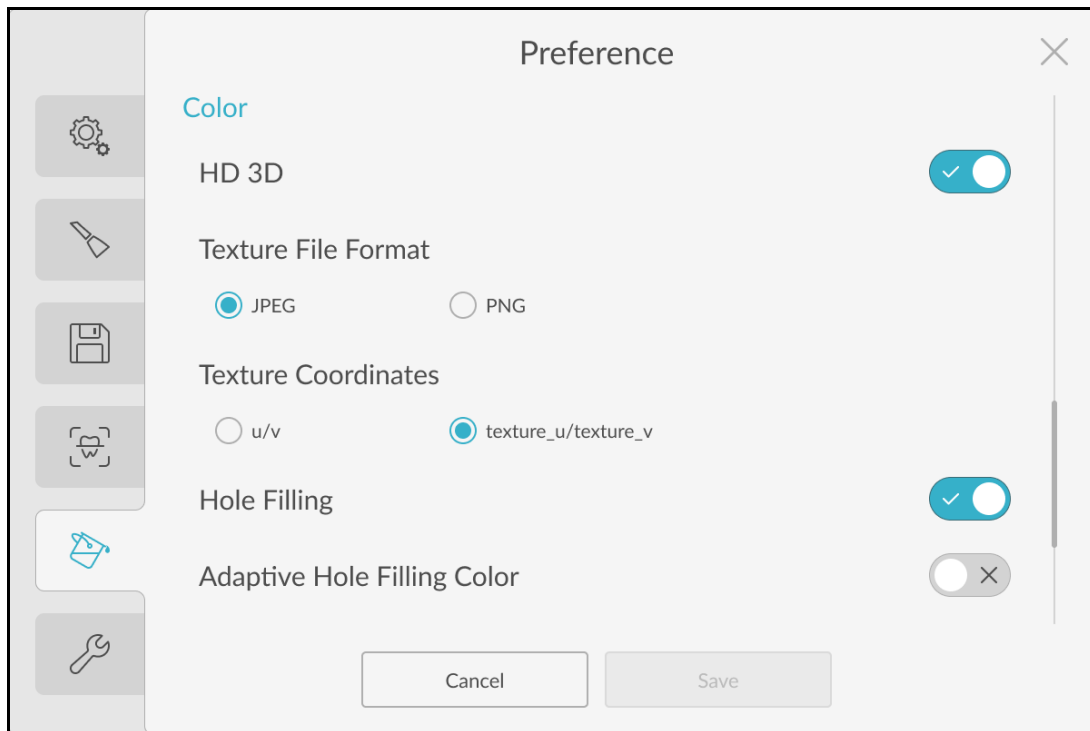 Preference
Color
HD 3D
Texture File Format
JPEG PNG
Texture Coordinates
u/v texture_u/texture_v
Hole Filling
Adaptive Hole Filling Color
Cancel Save